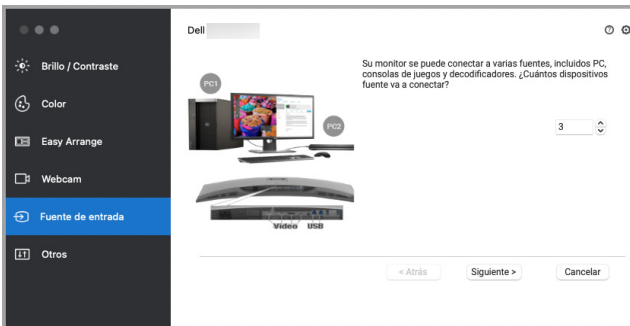 Dell
Brillo / Contraste
Color
Easy Arrange
Webcam
Fuente de entrada
Otros
PC1
PC2
Video USB
Su monitor se puede conectar a varias fuentes, incluidos PC,
consolas de juegos y decodificadores. ¿Cuántos dispositivos
fuente va a conectar?
3
< Atrás
Siguiente >
Cancelar